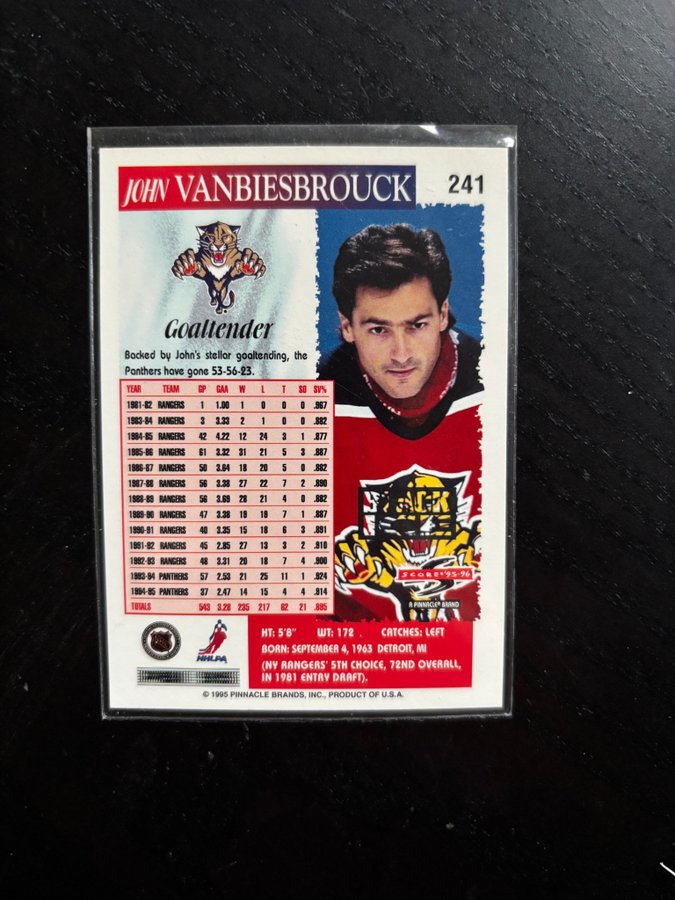 JOHN VANBIESBROUCK 241
Goaltender
Backed by John's stellar goaltending, the
Panthers have gone 53-56-23.
YEAR TEAM GP GAA W L T SO SV%
1981-82 RANGERS 1 1.00 1 0 0 0 .967
1983-84 RANGERS 3 3.33 2 1 0 0 .882
1984-85 RANGERS 42 4.22 12 24 3 1 .877
1985-86 RANGERS 61 3.32 31 21 5 3 .887
1986-87 RANGERS 50 3.64 18 20 5 0 .882
1987-88 RANGERS 56 3.38 27 22 7 2 .890
1988-89 RANGERS 56 3.69 28 21 4 0 .882
1989-90 RANGERS 47 3.38 19 19 7 1 .887
1990-91 RANGERS 40 3.35 15 18 6 3 .891
1991-92 RANGERS 45 2.85 27 13 3 2 .910
1992-93 RANGERS 48 3.31 20 18 7 4 .900
1993-94 PANTHERS 57 2.53 21 25 11 1 .924
1994-95 PANTHERS 37 2.47 14 15 4 4 .914
TOTALS 543 3.28 235 217 62 21 .895
BLACK
ICE
SCORE '95-96
A PINNACLE BRAND
NHLPA
HT: 5'8" WT: 172 CATCHES: LEFT
BORN: SEPTEMBER 4, 1963 DETROIT, MI
(NY RANGERS' 5TH CHOICE, 72ND OVERALL,
IN 1981 ENTRY DRAFT).
© 1995 PINNACLE BRANDS, INC., PRODUCT OF U.S.A.